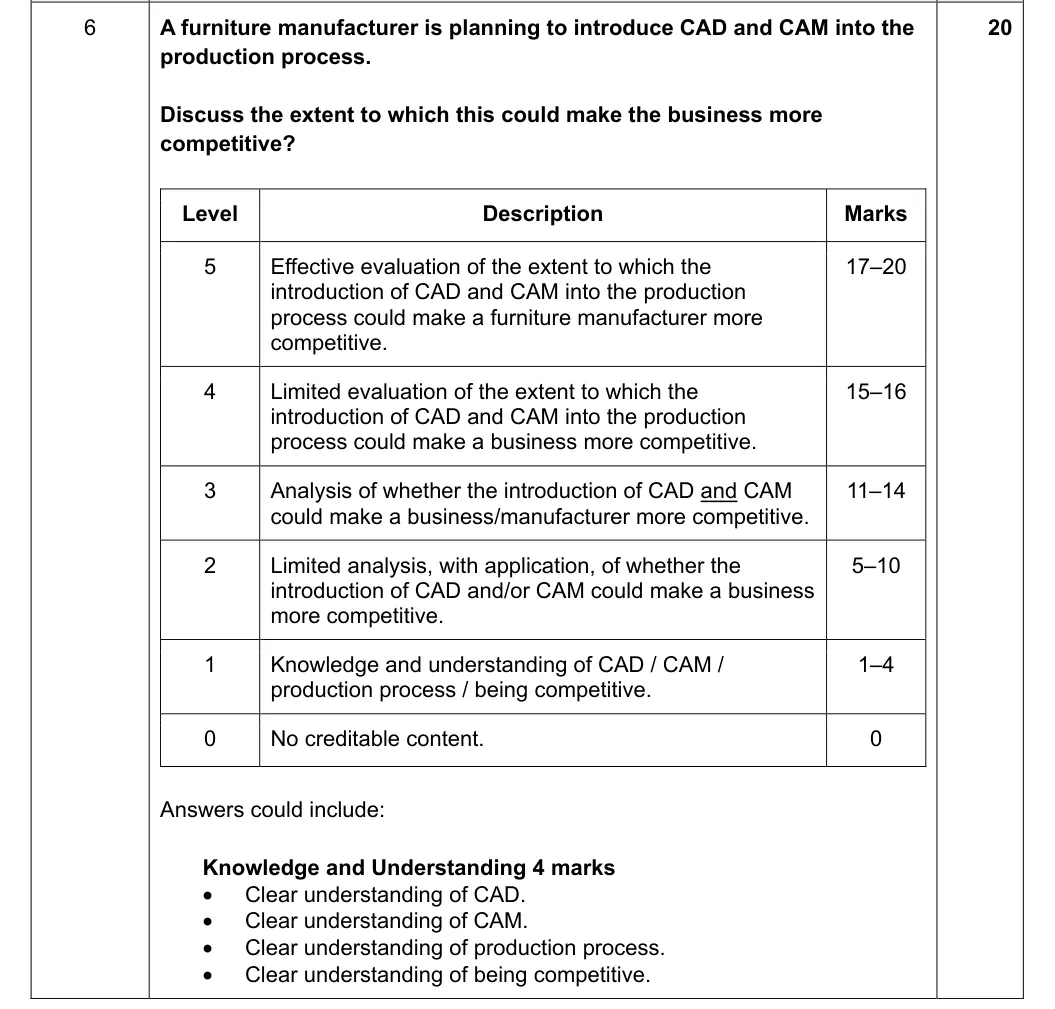 6
A furniture manufacturer is planning to introduce CAD and CAM into the
production process.
20
Discuss the extent to which this could make the business more
competitive?
Level Description Marks
5 Effective evaluation of the extent to which the 17–20
introduction of CAD and CAM into the production
process could make a furniture manufacturer more
competitive.
4 Limited evaluation of the extent to which the 15–16
introduction of CAD and CAM into the production
process could make a business more competitive.
3 Analysis of whether the introduction of CAD and CAM 11–14
could make a business/manufacturer more competitive.
2 Limited analysis, with application, of whether the 5–10
introduction of CAD and/or CAM could make a business
more competitive.
1 Knowledge and understanding of CAD / CAM / 1–4
production process / being competitive.
0 No creditable content. 0
Answers could include:
Knowledge and Understanding 4 marks
• Clear understanding of CAD.
• Clear understanding of CAM.
• Clear understanding of production process.
• Clear understanding of being competitive.